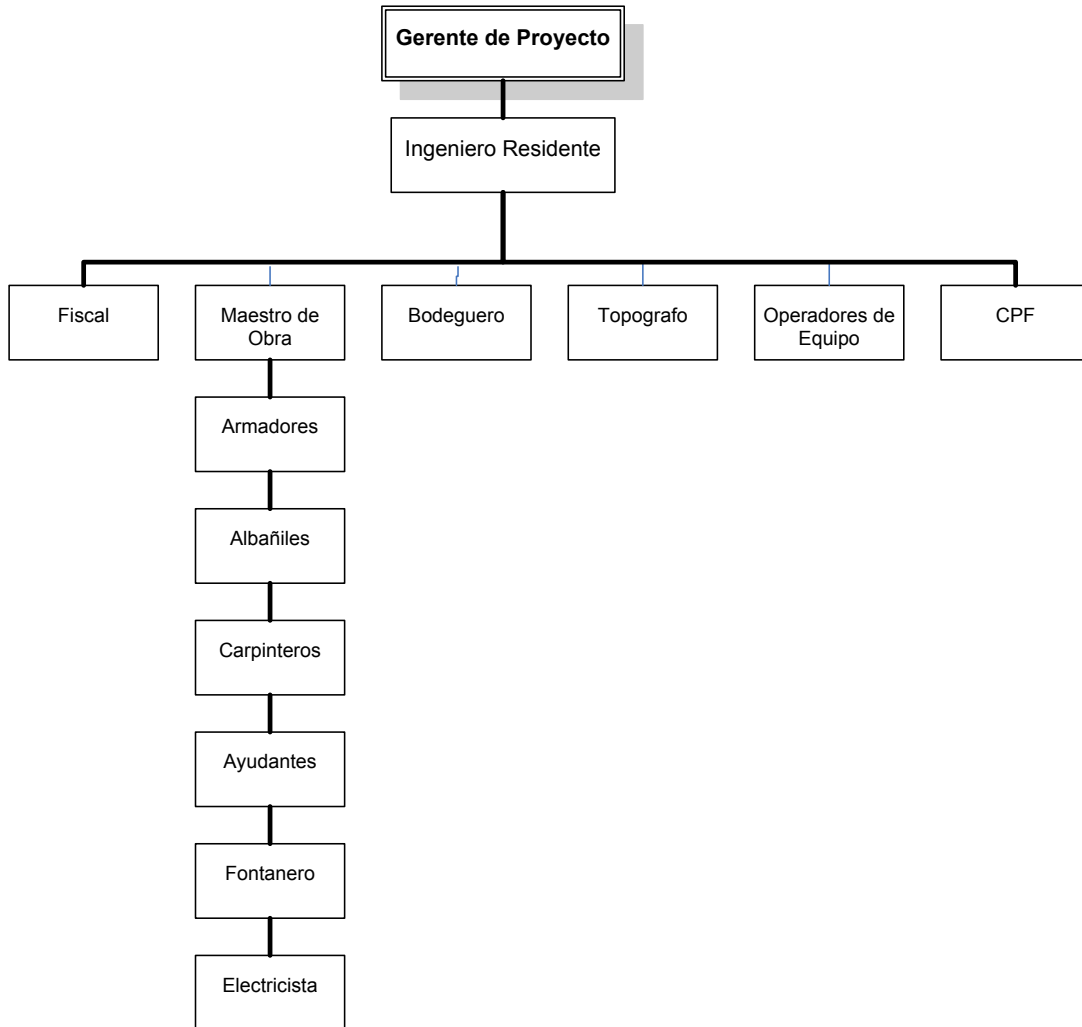 Gerente de Proyecto
Ingeniero Residente
Fiscal
Maestro de
Obra
Bodeguero
Topografo
Operadores de
Equipo
CPF
Armadores
Albañiles
Carpinteros
Ayudantes
Fontanero
Electricista